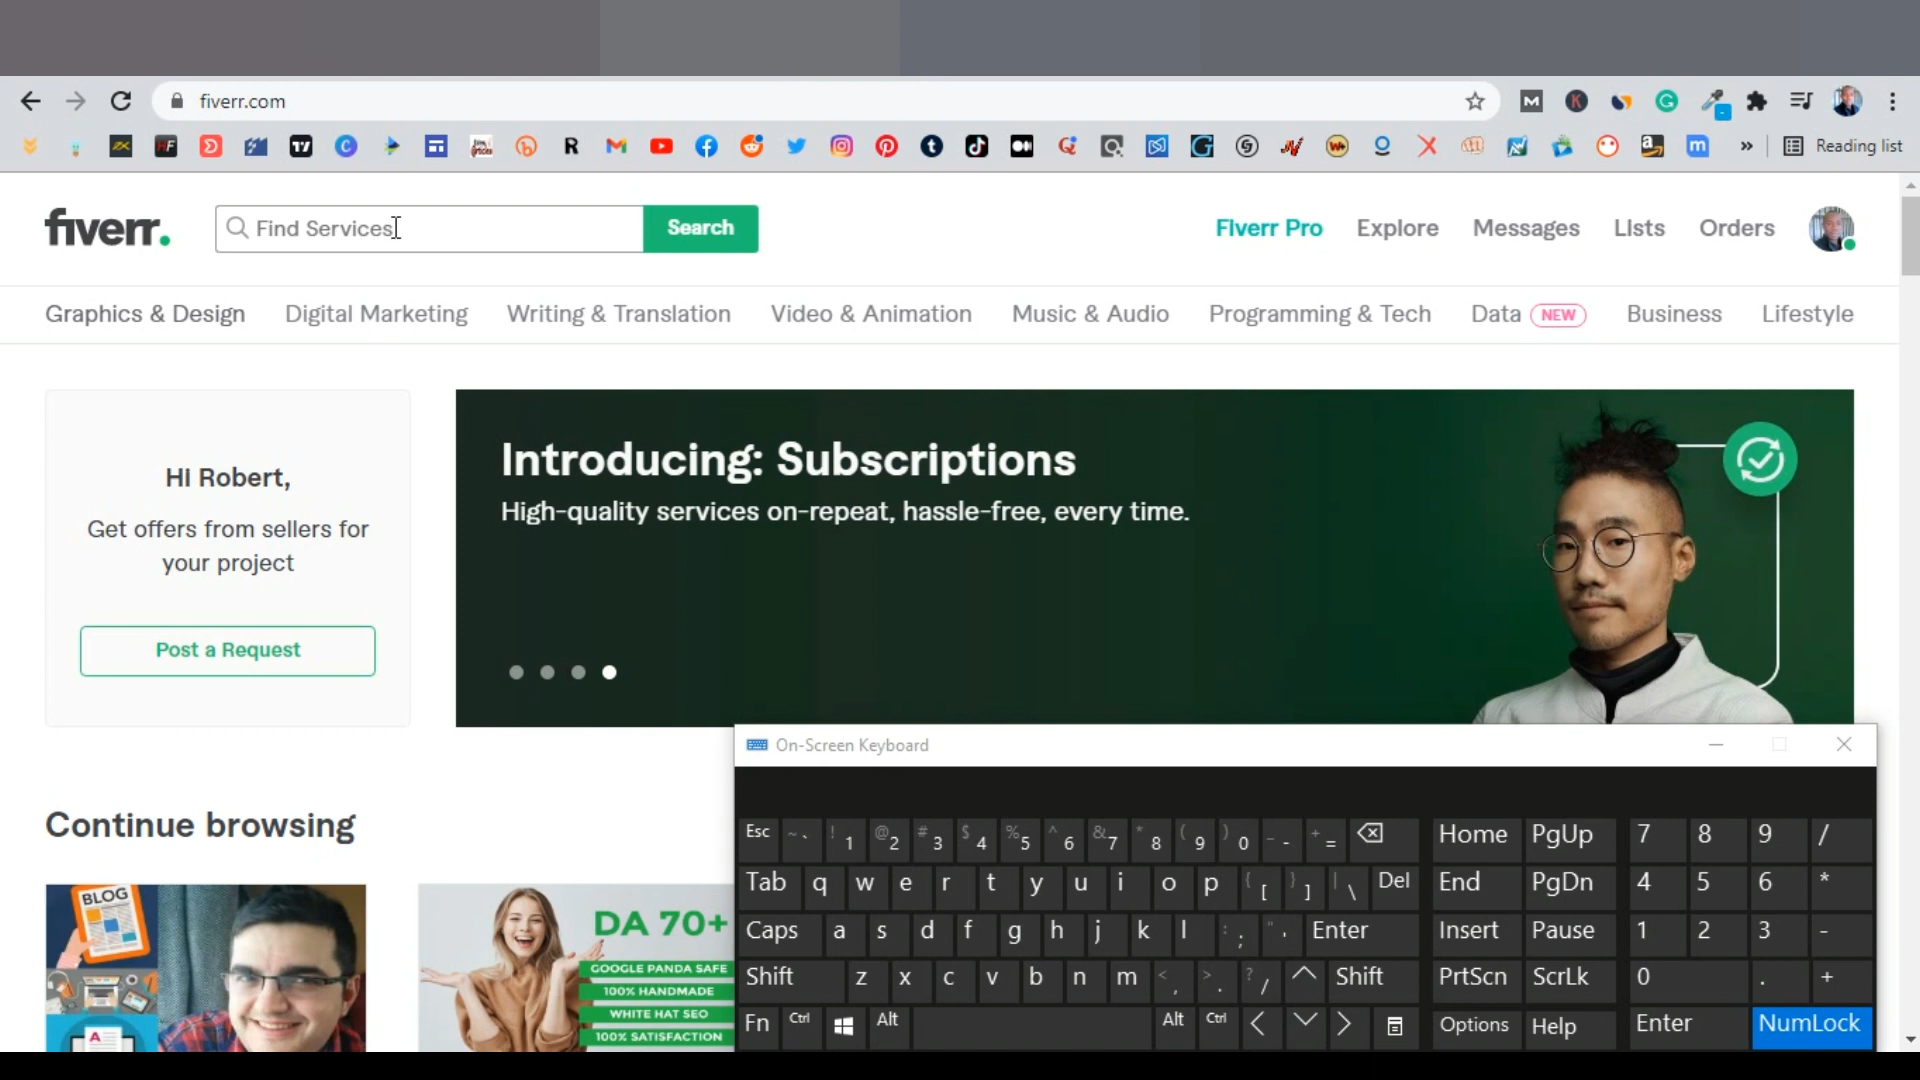 fiverr.com
Reading list
fiverr.
Find Services
Search
Fiverr Pro
Explore
Messages
Lists
Orders
Graphics & Design
Digital Marketing
Writing & Translation
Video & Animation
Music & Audio
Programming & Tech
Data NEW
Business
Lifestyle
Hi Robert,
Get offers from sellers for
your project
Post a Request
Introducing: Subscriptions
High-quality services on-repeat, hassle-free, every time.
Continue browsing
BLOG
A
DA 70+
GOOGLE PANDA SAFE
100% HANDMADE
WHITE HAT SEO
100% SATISFACTION
On-Screen Keyboard
Esc ~ ` ! 1 @ 2 # 3 $ 4 % 5 ^ 6 & 7 * 8 ( 9 ) 0 _ - + = Home PgUp 7 8 9 /
Tab q w e r t y u i o p { [ } ] | \ Del End PgDn 4 5 6 *
Caps a s d f g h j k l : ; " ' Enter Insert Pause 1 2 3 -
Shift z x c v b n m < , > . ? / Shift PrtScn ScrLk 0 . +
Fn Ctrl Alt Alt Ctrl Options Help Enter NumLock